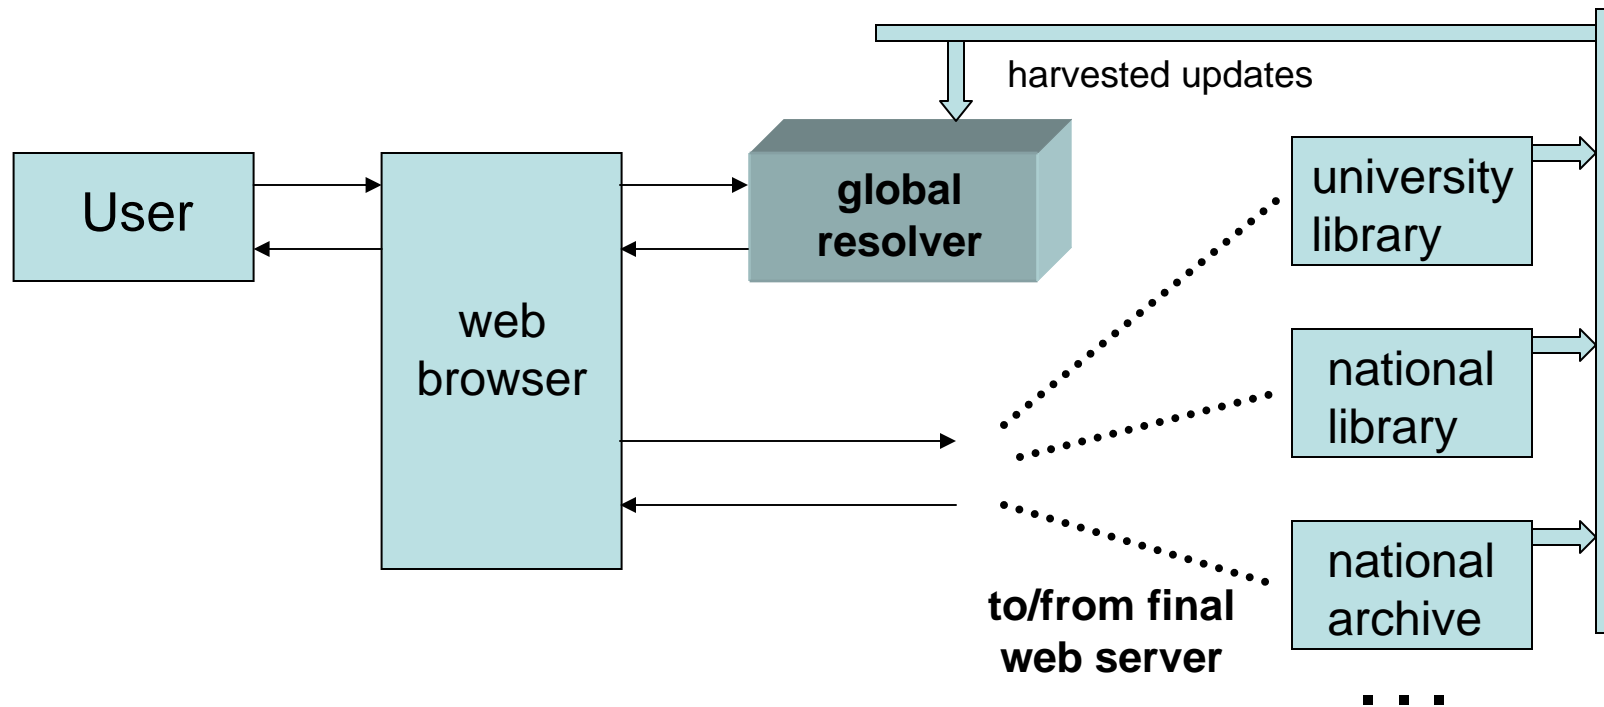 harvested updates
User
web
browser
global
resolver
university
library
national
library
national
archive
to/from final
web server
...